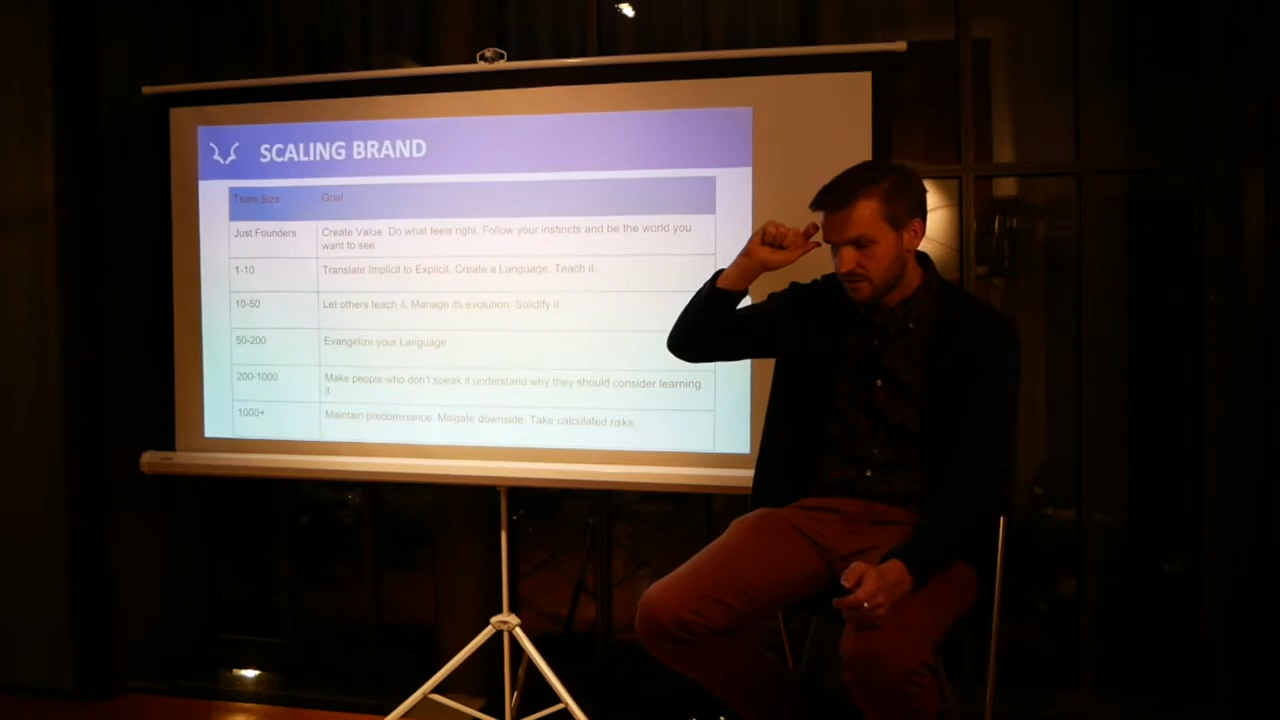 SCALING BRAND
Team Size Goal
Just Founders Create Value. Do what feels right. Follow your instincts and be the world you
want to see
1-10 Translate Implicit to Explicit. Create a Language. Teach it.
10-50 Let others teach it. Manage its evolution. Solidify it
50-200 Evangelize your Language
200-1000 Make people who don't speak it understand why they should consider learning
it
1000+ Maintain predominance. Mitigate downside. Take calculated risks.